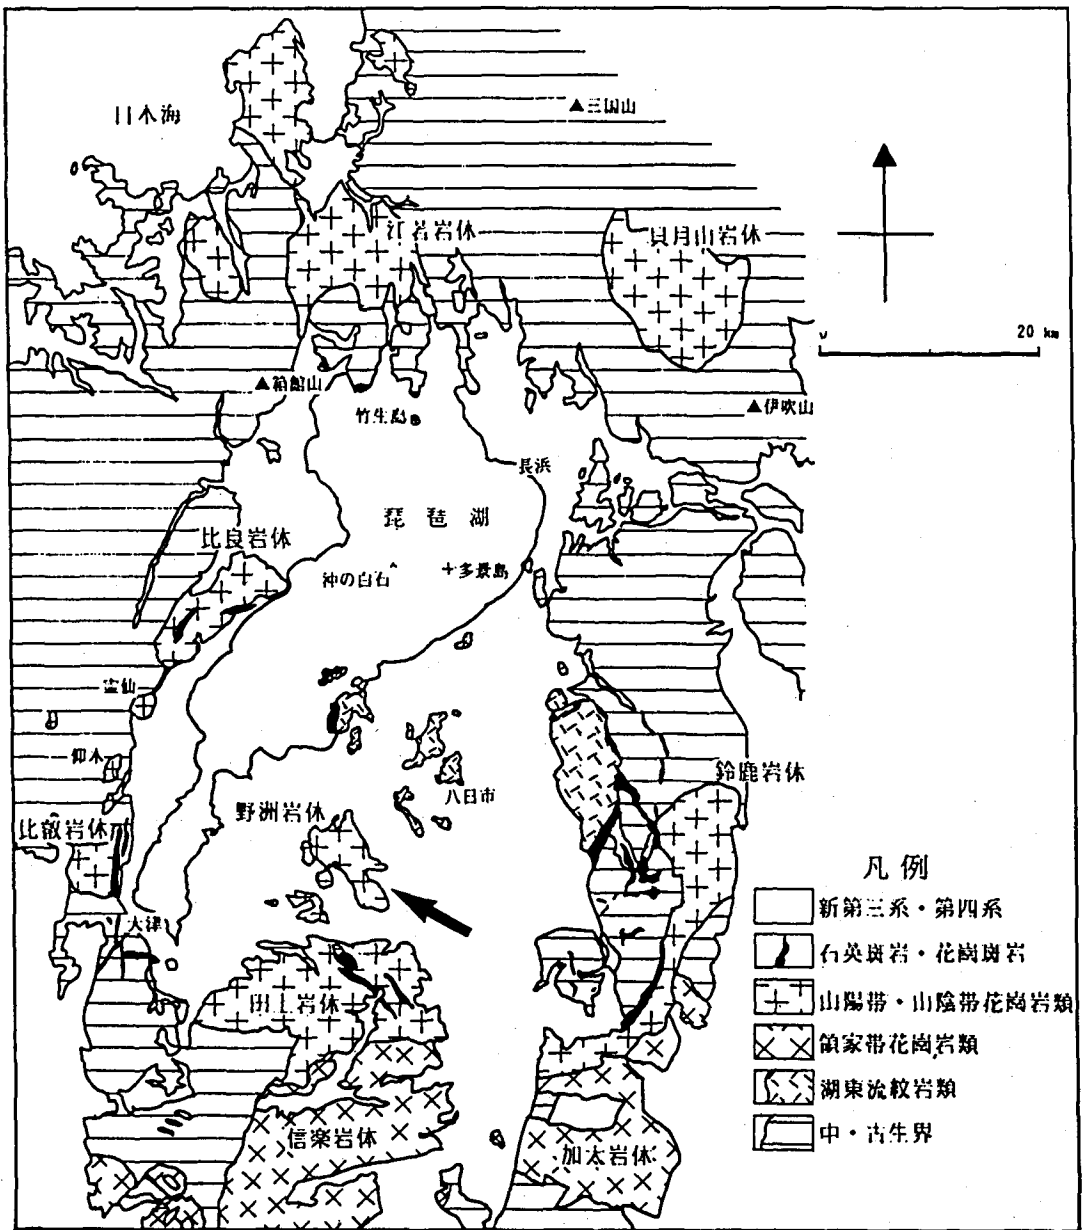 日本海
▲三国山
江若岩体
貝月山岩体
0 20 km
▲箱館山
竹生島
▲伊吹山
長浜
琵琶湖
比良岩体
沖の白石
多景島
霊仙
仰木
鈴鹿岩体
野洲岩体
八日市
比叡岩体
大津
田上岩体
信楽岩体
加太岩体
凡例
新第三系・第四系
石英斑岩・花崗斑岩
山陽帯・山陰帯花崗岩類
領家帯花崗岩類
湖東流紋岩類
中・古生界